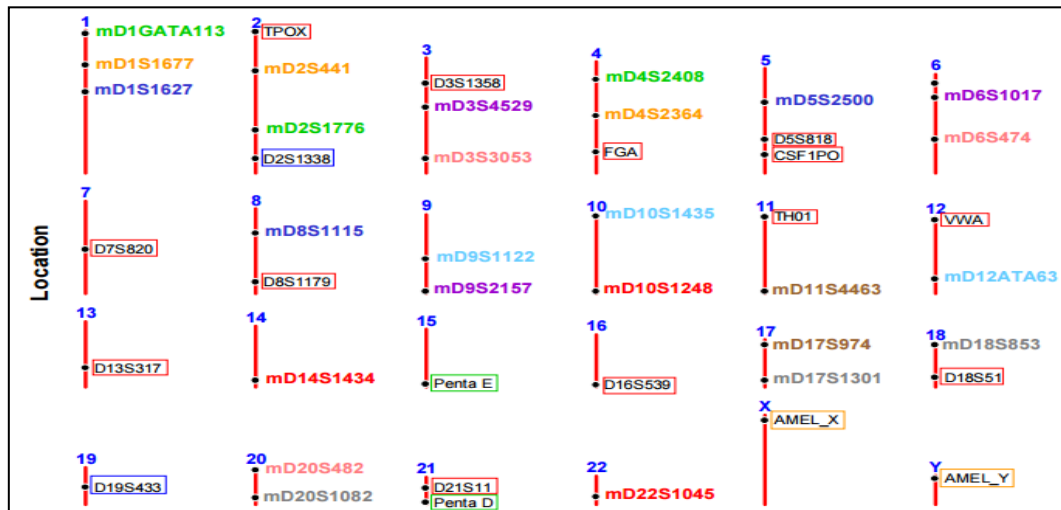 Location
1
mD1GATA113
mD1S1677
mD1S1627
2
TPOX
mD2S441
mD2S1776
D2S1338
3
D3S1358
mD3S4529
mD3S3053
4
mD4S2408
mD4S2364
FGA
5
mD5S2500
D5S818
CSF1PO
6
mD6S1017
mD6S474
7
D7S820
8
mD8S1115
D8S1179
9
mD9S1122
mD9S2157
10
mD10S1435
mD10S1248
11
TH01
mD11S4463
12
VWA
mD12ATA63
13
D13S317
14
mD14S1434
15
Penta E
16
D16S539
17
mD17S974
mD17S1301
18
mD18S853
D18S51
19
D19S433
20
mD20S482
mD20S1082
21
D21S11
Penta D
22
mD22S1045
X
AMEL_X
Y
AMEL_Y